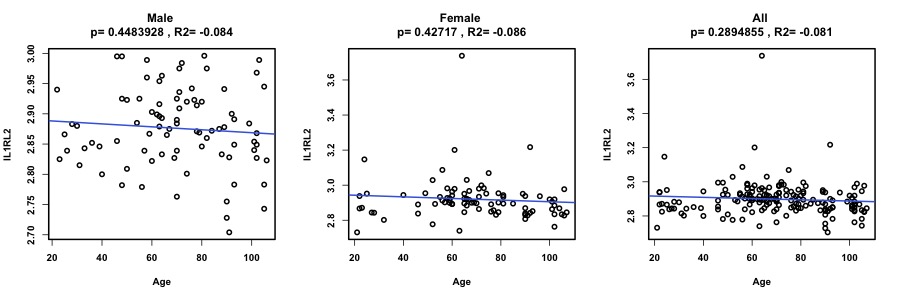 Male
p= 0.4483928 , R2= -0.084
IL1RL2
3.00
2.95
2.90
2.85
2.80
2.75
2.70
20 40 60 80 100
Age
Female
p= 0.42717 , R2= -0.086
IL1RL2
3.6
3.4
3.2
3.0
2.8
20 40 60 80 100
Age
All
p= 0.2894855 , R2= -0.081
IL1RL2
3.6
3.4
3.2
3.0
2.8
20 40 60 80 100
Age